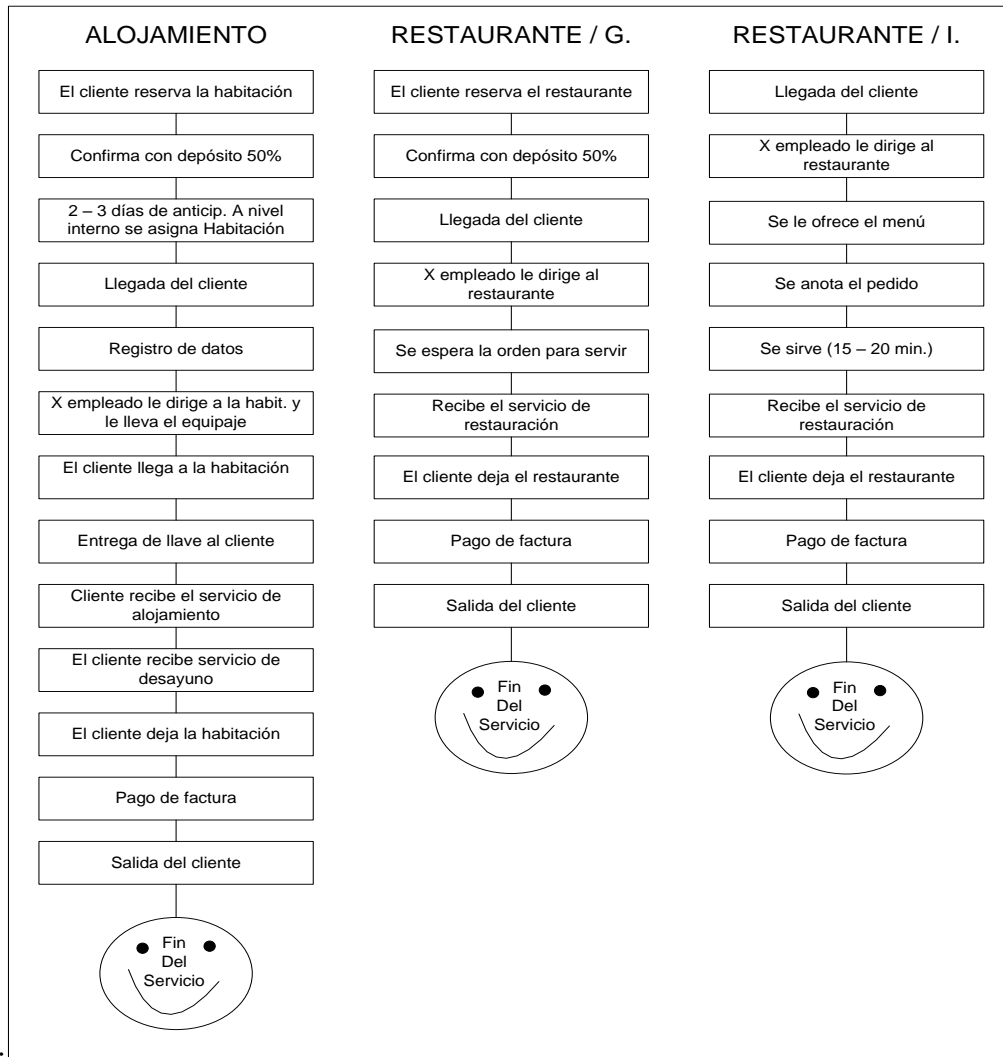 ALOJAMIENTO
El cliente reserva la habitación
Confirma con depósito 50%
2 – 3 días de anticip. A nivel
interno se asigna Habitación
Llegada del cliente
Registro de datos
X empleado le dirige a la habit. y
le lleva el equipaje
El cliente llega a la habitación
Entrega de llave al cliente
Cliente recibe el servicio de
alojamiento
El cliente recibe servicio de
desayuno
El cliente deja la habitación
Pago de factura
Salida del cliente
Fin
Del
Servicio
RESTAURANTE / G.
El cliente reserva el restaurante
Confirma con depósito 50%
Llegada del cliente
X empleado le dirige al
restaurante
Se espera la orden para servir
Recibe el servicio de
restauración
El cliente deja el restaurante
Pago de factura
Salida del cliente
Fin
Del
Servicio
RESTAURANTE / I.
Llegada del cliente
X empleado le dirige al
restaurante
Se le ofrece el menú
Se anota el pedido
Se sirve (15 – 20 min.)
Recibe el servicio de
restauración
El cliente deja el restaurante
Pago de factura
Salida del cliente
Fin
Del
Servicio